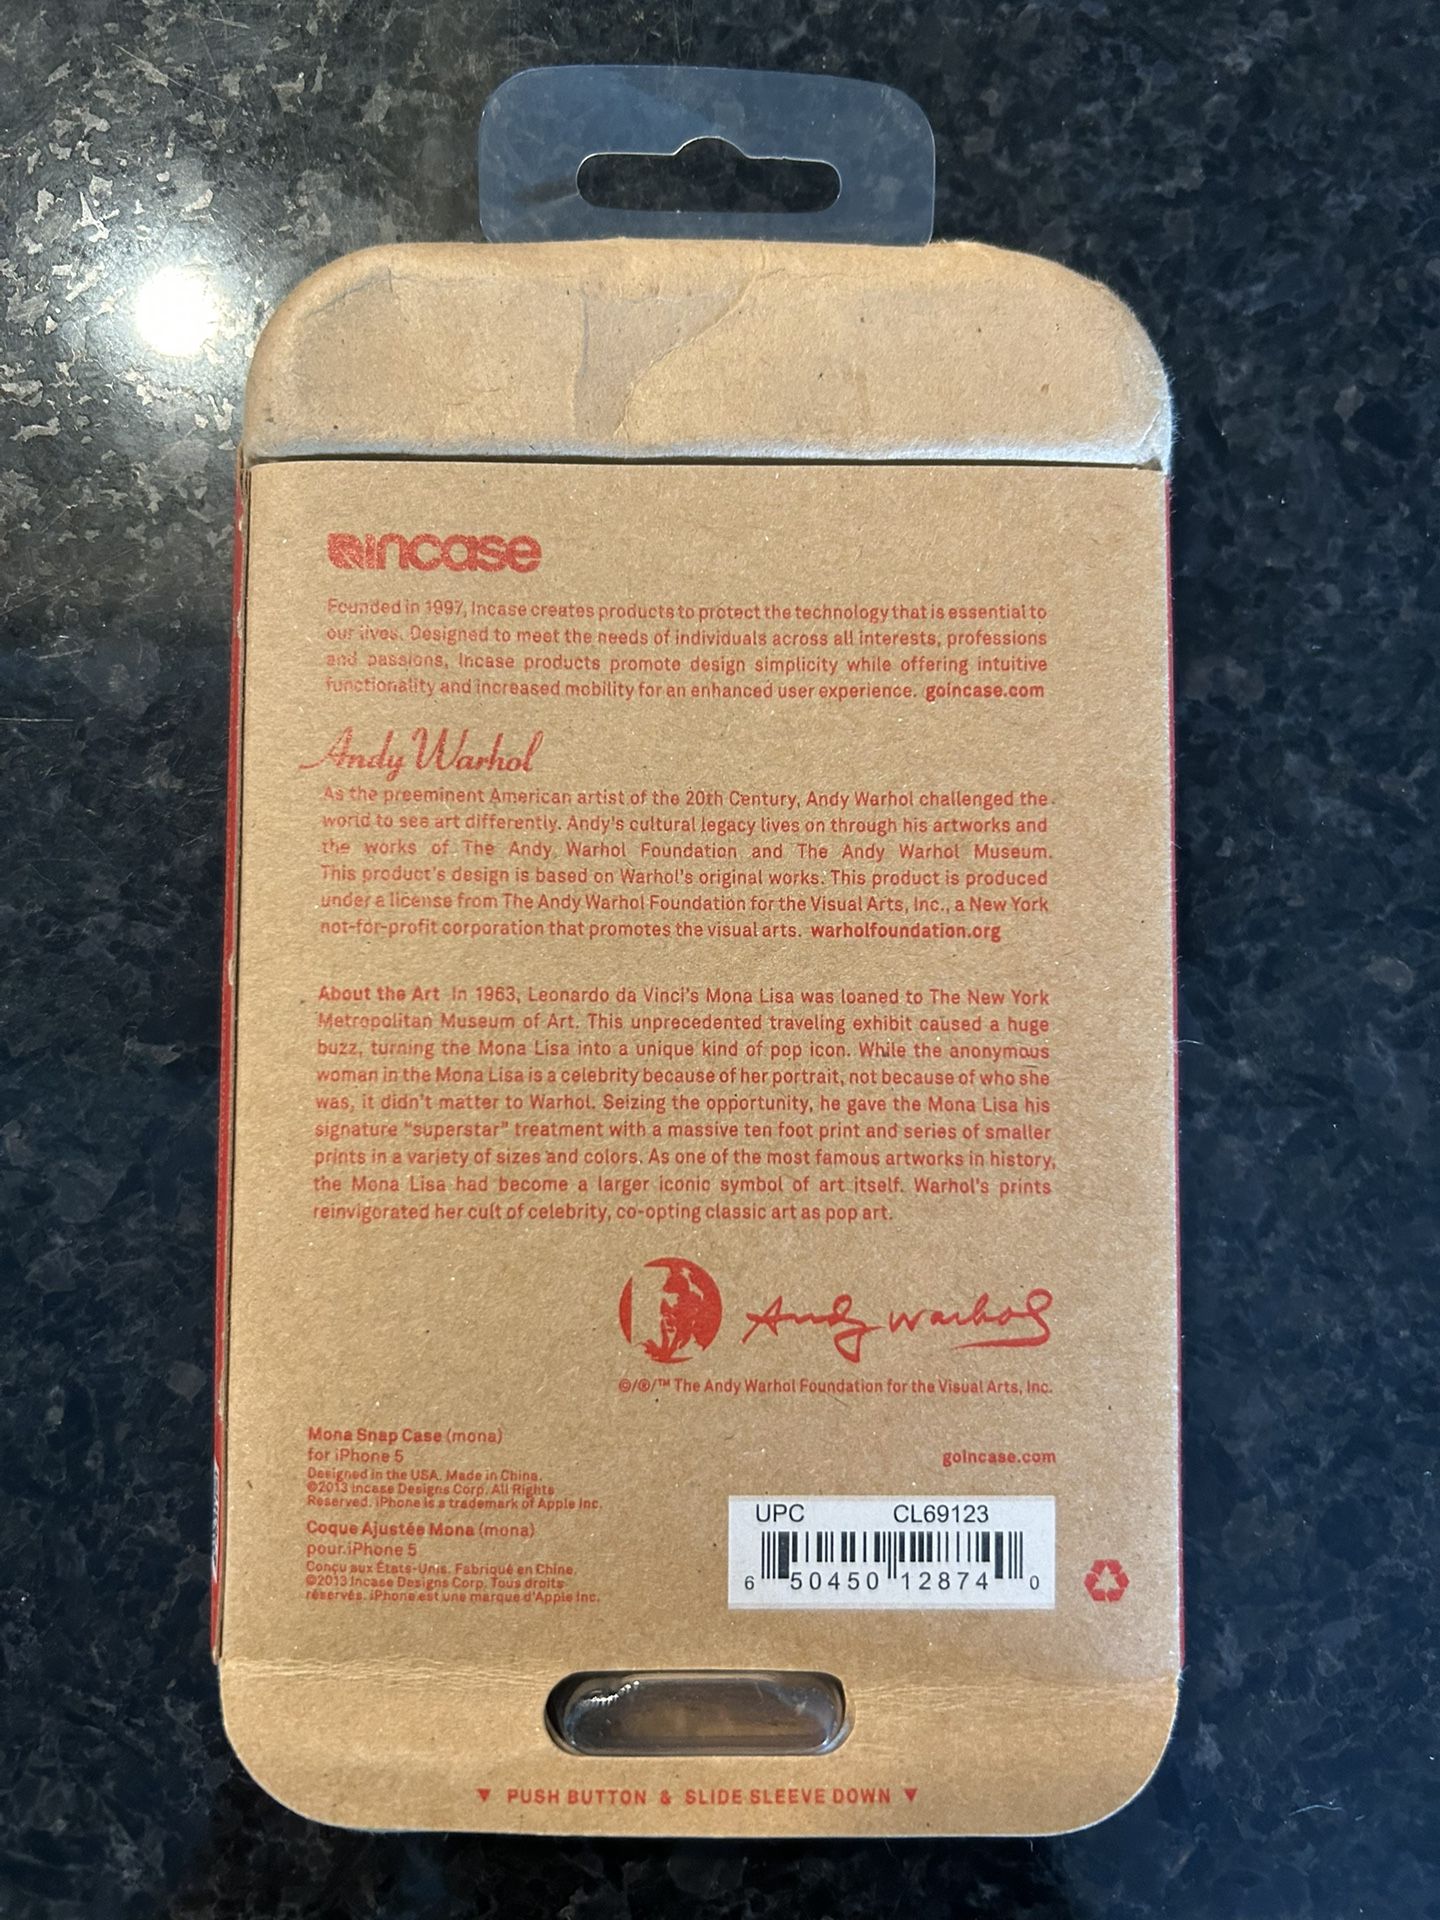 incase
Founded in 1997, Incase creates products to protect the technology that is essential to
our lives. Designed to meet the needs of individuals across all interests, professions
and passions, Incase products promote design simplicity while offering intuitive
functionality and increased mobility for an enhanced user experience. goincase.com
Andy Warhol
As the preeminent American artist of the 20th Century, Andy Warhol challenged the
world to see art differently. Andy's cultural legacy lives on through his artworks and
the works of The Andy Warhol Foundation and The Andy Warhol Museum.
This product's design is based on Warhol's original works. This product is produced
under a license from The Andy Warhol Foundation for the Visual Arts, Inc., a New York
not-for-profit corporation that promotes the visual arts. warholfoundation.org
About the Art In 1963, Leonardo da Vinci's Mona Lisa was loaned to The New York
Metropolitan Museum of Art. This unprecedented traveling exhibit caused a huge
buzz, turning the Mona Lisa into a unique kind of pop icon. While the anonymous
woman in the Mona Lisa is a celebrity because of her portrait, not because of who she
was, it didn't matter to Warhol. Seizing the opportunity, he gave the Mona Lisa his
signature "superstar" treatment with a massive ten foot print and series of smaller
prints in a variety of sizes and colors. As one of the most famous artworks in history,
the Mona Lisa had become a larger iconic symbol of art itself. Warhol's prints
reinvigorated her cult of celebrity, co-opting classic art as pop art.
Andy Warhol
©/®/™ The Andy Warhol Foundation for the Visual Arts, Inc.
Mona Snap Case (mona)
for iPhone 5
Designed in the USA. Made in China.
©2013 Incase Designs Corp. All Rights
Reserved. iPhone is a trademark of Apple Inc.
Coque Ajustée Mona (mona)
pour iPhone 5
Conçu aux États-Unis. Fabriqué en Chine.
©2013 Incase Designs Corp. Tous droits
réservés. iPhone est une marque d'Apple Inc.
goincase.com
UPC CL69123
6 50450 12874 0
▼ PUSH BUTTON & SLIDE SLEEVE DOWN ▼